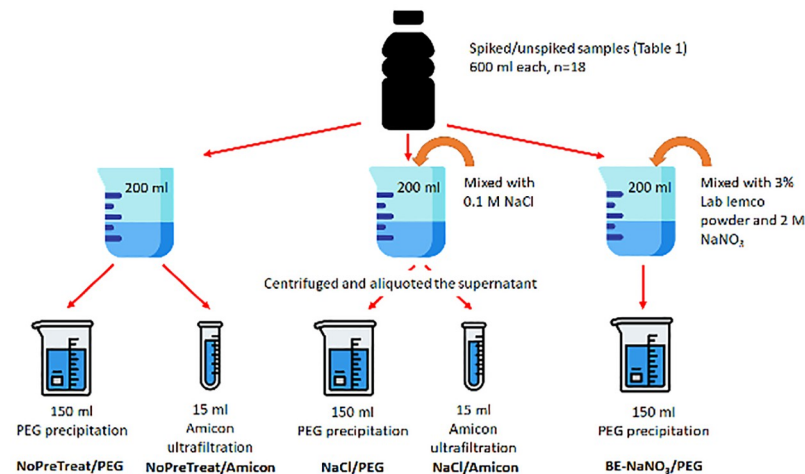 Spiked/unspiked samples (Table 1)
600 ml each, n=18
200 ml
200 ml
Mixed with
0.1 M NaCl
200 ml
Mixed with 3%
Lab lemco
powder and 2 M
NaNO₃
Centrifuged and aliquoted the supernatant
150 ml
PEG precipitation
NoPreTreat/PEG
15 ml
Amicon
ultrafiltration
NoPreTreat/Amicon
150 ml
PEG precipitation
NaCl/PEG
15 ml
Amicon
ultrafiltration
NaCl/Amicon
150 ml
PEG precipitation
BE-NaNO₃/PEG